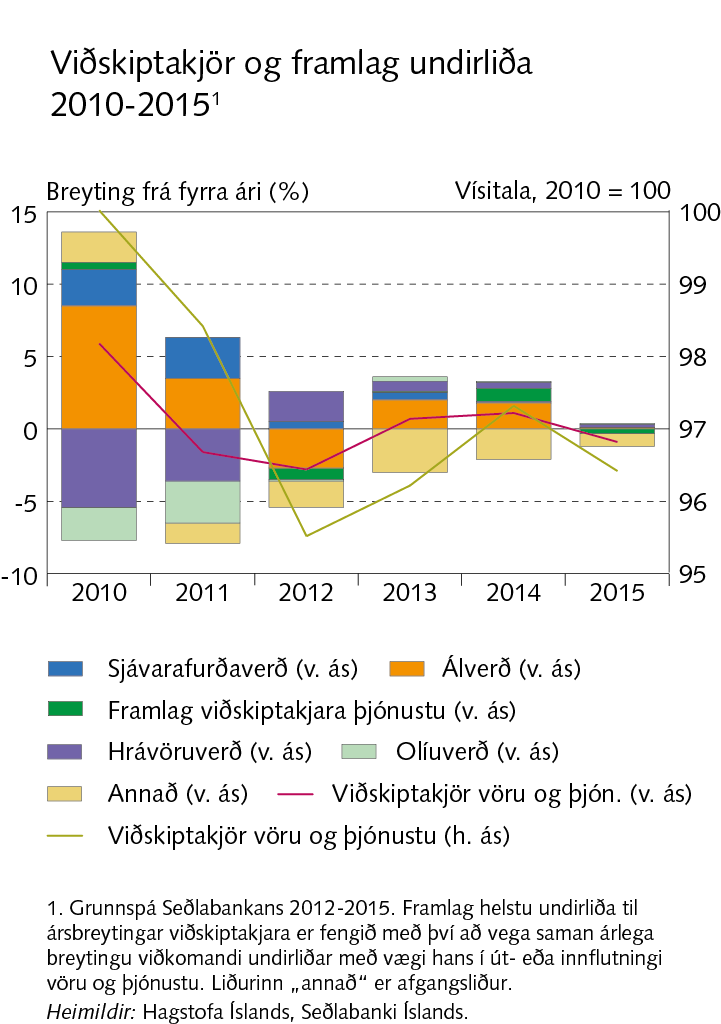 Viðskiptakjör og framlag undirliða
2010-2015¹
Breyting frá fyrra ári (%)
Vísitala, 2010 = 100
15
10
5
0
-5
-10
100
99
98
97
96
95
2010 2011 2012 2013 2014 2015
Sjávarafurðaverð (v. ás) Álverð (v. ás)
Framlag viðskiptakjara þjónustu (v. ás)
Hrávöruverð (v. ás) Olíuverð (v. ás)
Annað (v. ás) Viðskiptakjör vöru og þjón. (v. ás)
Viðskiptakjör vöru og þjónustu (h. ás)
1. Grunnspá Seðlabankans 2012-2015. Framlag helstu undirliða til
ársbreytingar viðskiptakjara er fengið með því að vega saman árlega
breytingu viðkomandi undirliðar með vægi hans í út- eða innflutningi
vöru og þjónustu. Liðurinn „annað“ er afgangsliður.
Heimildir: Hagstofa Íslands, Seðlabanki Íslands.